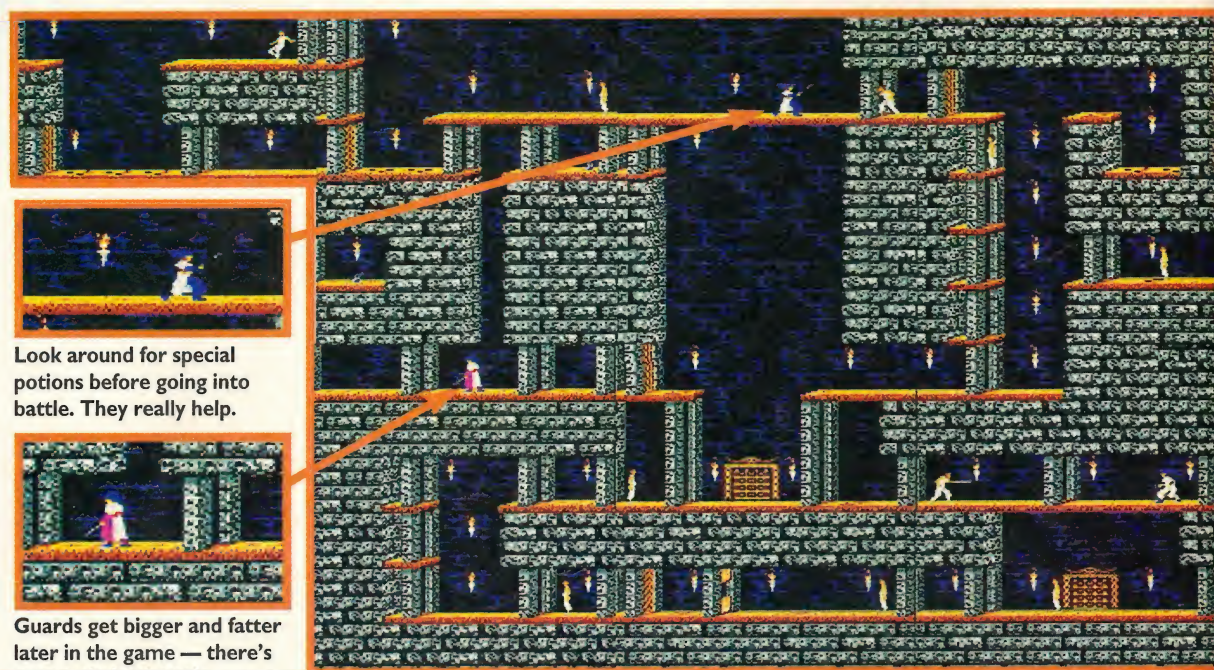 Look around for special
potions before going into
battle. They really help.
Guards get bigger and fatter
later in the game — there's